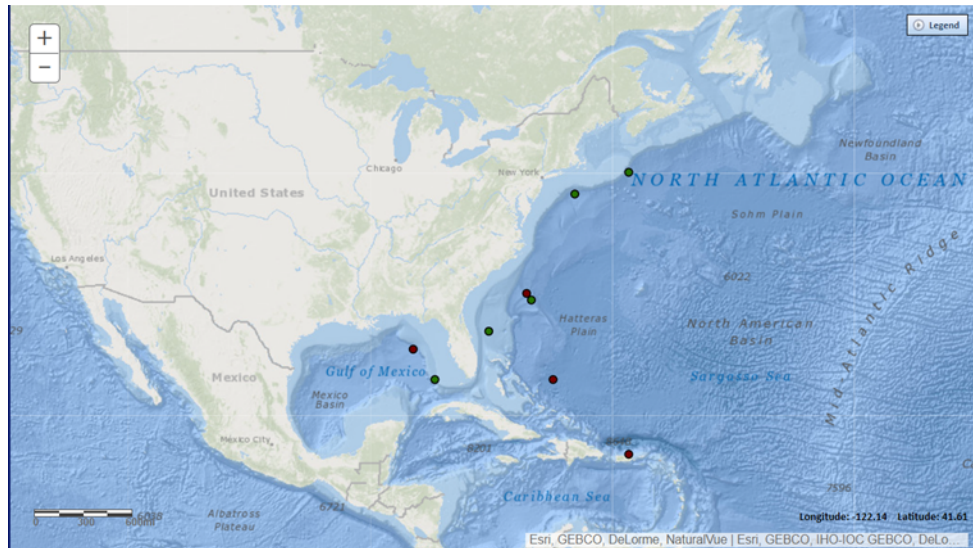 +
Legend
−
Newfoundland
Basin
Chicago
New York
NORTH ATLANTIC OCEAN
United States
Sohm Plain
Los Angeles
6022
Mid-Atlantic Ridge
Hatteras
Plain
North American
Basin
29
Gulf of Mexico
Sargasso Sea
Mexico
Mexico
Basin
Mexico City
8201
7596
Caribbean Sea
Albatross
Plateau
0 300 600mi
Longitude: -122.14 Latitude: 41.61
Esri, GEBCO, DeLorme, NaturalVue | Esri, GEBCO, IHO-IOC GEBCO, DeLo...